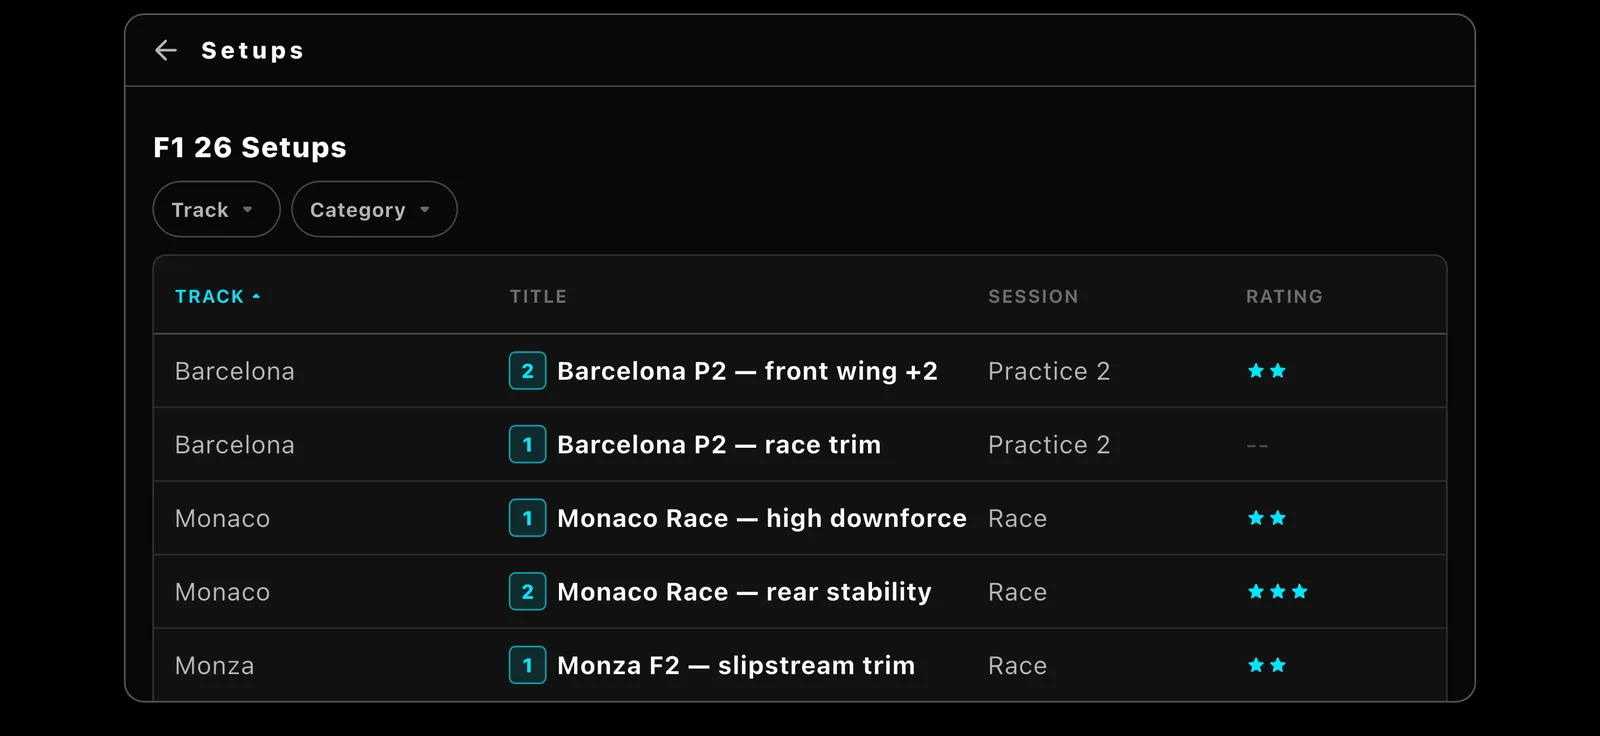 Setups
F1 26 Setups
Track Category
TRACK TITLE SESSION RATING
Barcelona 2 Barcelona P2 — front wing +2 Practice 2
Barcelona 1 Barcelona P2 — race trim Practice 2 --
Monaco 1 Monaco Race — high downforce Race
Monaco 2 Monaco Race — rear stability Race
Monza 1 Monza F2 — slipstream trim Race